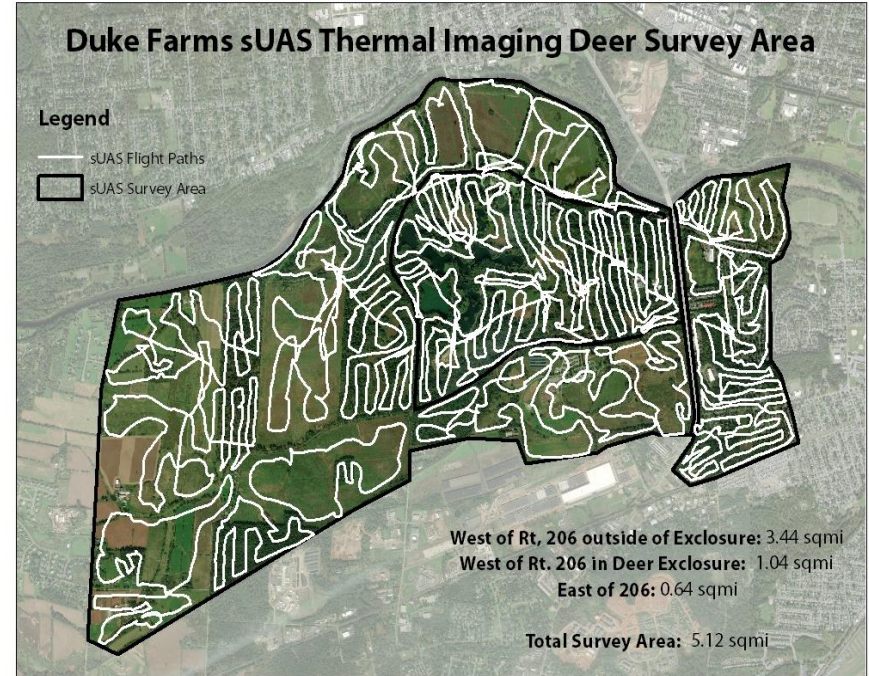 Duke Farms sUAS Thermal Imaging Deer Survey Area
Legend
sUAS Flight Paths
sUAS Survey Area
West of Rt, 206 outside of Exclosure: 3.44 sqmi
West of Rt. 206 in Deer Exclosure: 1.04 sqmi
East of 206: 0.64 sqmi
Total Survey Area: 5.12 sqmi